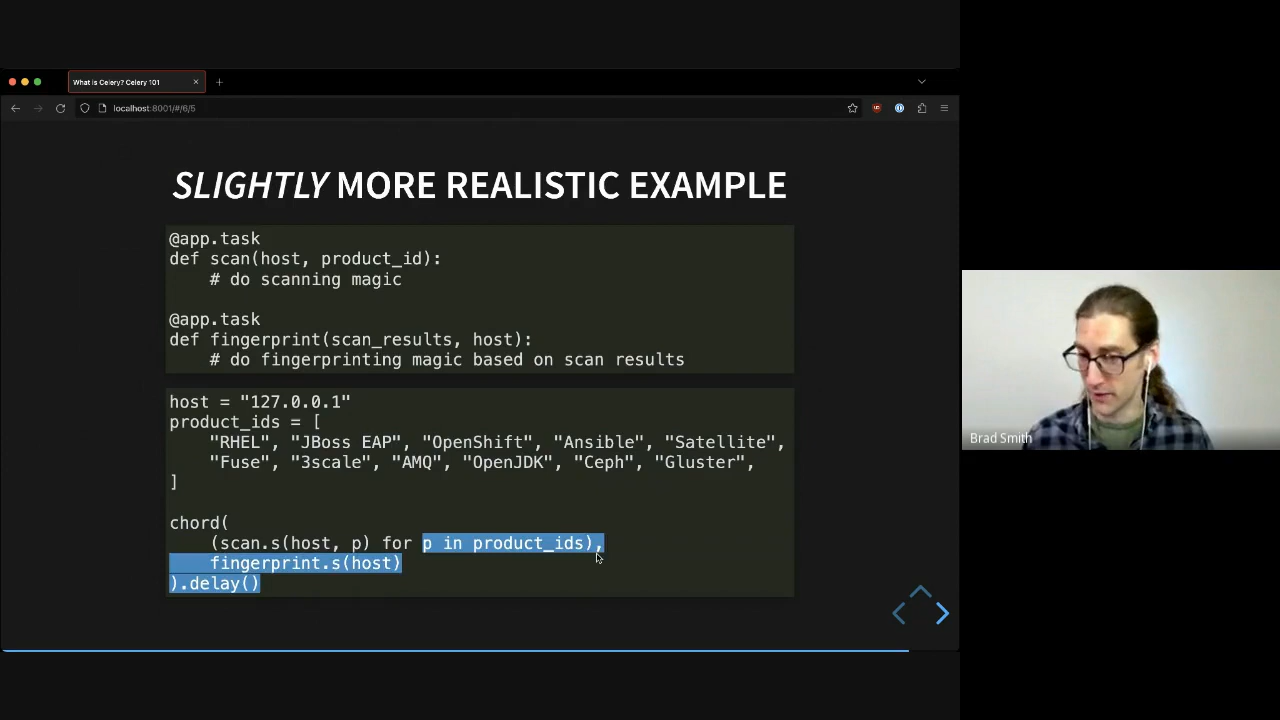 What is Celery? Celery 101
localhost:8001/#/6/5
SLIGHTLY MORE REALISTIC EXAMPLE
@app.task
def scan(host, product_id):
    # do scanning magic
@app.task
def fingerprint(scan_results, host):
    # do fingerprinting magic based on scan results
host = "127.0.0.1"
product_ids = [
    "RHEL", "JBoss EAP", "OpenShift", "Ansible", "Satellite",
    "Fuse", "3scale", "AMQ", "OpenJDK", "Ceph", "Gluster",
]
chord(
    (scan.s(host, p) for p in product_ids),
    fingerprint.s(host)
).delay()
Brad Smith